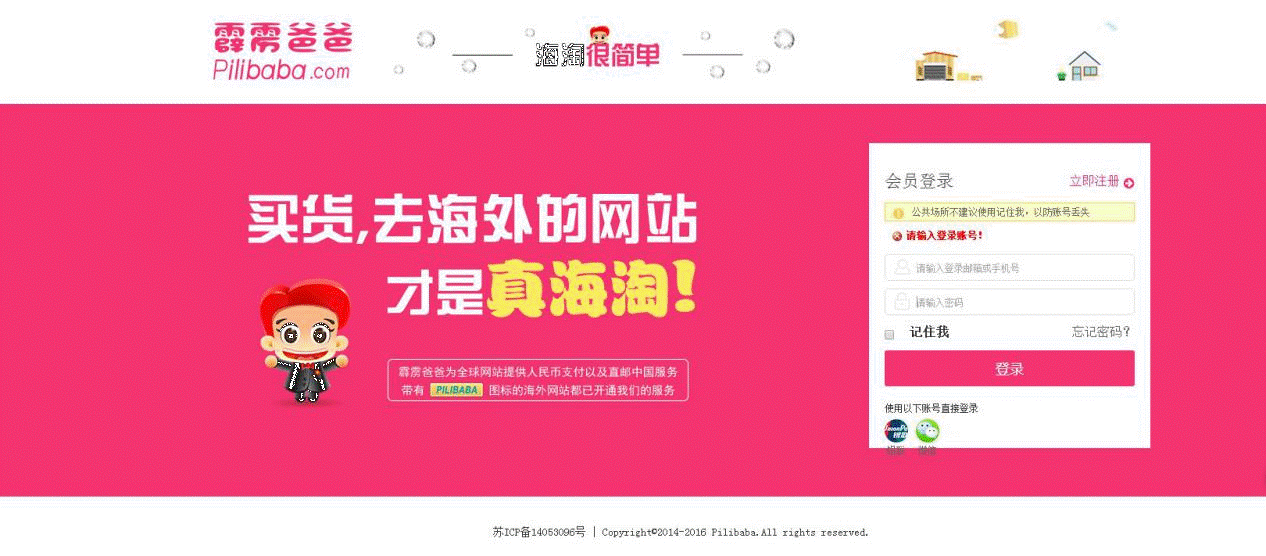 霹雳爸爸
Pilibaba.com
海淘很简单
买货,去海外的网站
才是真海淘!
霹雳爸爸为全球网站提供人民币支付以及直邮中国服务
带有 PILIBABA 图标的海外网站都已开通我们的服务
会员登录 立即注册
公共场所不建议使用记住我，以防账号丢失
请输入登录账号!
请输入登录邮箱或手机号
请输入密码
记住我 忘记密码?
登录
使用以下账号直接登录
银联 微信
苏ICP备14053096号 | Copyright©2014-2016 Pilibaba.All rights reserved.